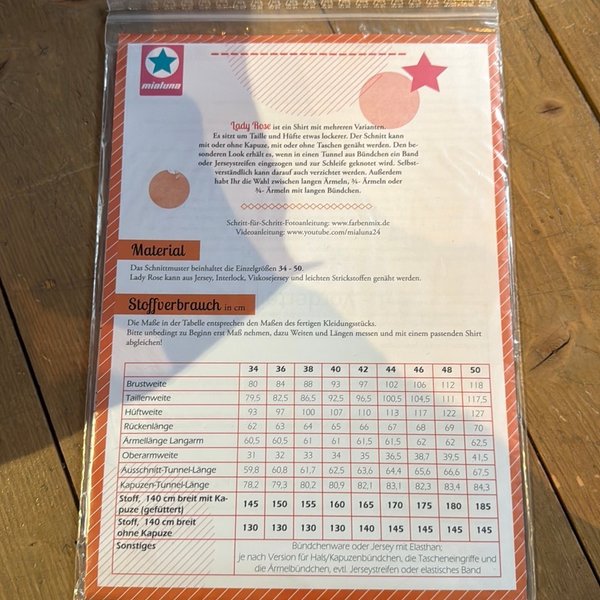 mialuna
Lady Rose ist ein Shirt mit mehreren Varianten.
Es sitzt um Taille und Hüfte etwas lockerer. Der Schnitt kann
mit oder ohne Kapuze, mit oder ohne Taschen genäht werden. Den be-
sonderen Look erhält es, wenn in einen Tunnel aus Bündchen ein Band
oder Jerseystreifen eingezogen und zur Schleife geknotet wird. Selbst-
verständlich kann darauf auch verzichtet werden. Außerdem
habt Ihr die Wahl zwischen langen Ärmeln, ¾- Ärmeln oder
¾- Ärmeln mit langen Bündchen.
Schritt-für-Schritt-Fotoanleitung: www.farbenmix.de
Videoanleitung: www.youtube.com/mialuna24
Material
Das Schnittmuster beinhaltet die Einzelgrößen 34 - 50.
Lady Rose kann aus Jersey, Interlock, Viskosejersey und leichten Strickstoffen genäht werden.
Stoffverbrauch in cm
Die Maße in der Tabelle entsprechen den Maßen des fertigen Kleidungsstücks.
Bitte unbedingt zu Beginn erst Maß nehmen, dazu Weiten und Längen messen und mit einem passenden Shirt
abgleichen!
34 36 38 40 42 44 46 48 50
Brustweite 80 84 88 93 97 102 106 112 118
Taillenweite 79,5 82,5 86,5 92,5 96,5 100,5 104,5 111 117,5
Hüftweite 93 97 100 107 110 113 117 122 127
Rückenlänge 62 63 64 65 66 67 68 69 70
Ärmellänge Langarm 60,5 60,5 61 61 61,5 61,5 62 62 62,5
Oberarmweite 31 32 33 34 35 36,5 38,7 39,5 41,5
Ausschnitt-Tunnel-Länge 59,8 60,8 61,7 62,5 63,6 64,4 65,6 66,6 67,5
Kapuzen-Tunnel-Länge 78,2 79,3 80,2 80,9 82,1 83,1 82,3 83,4 84,3
Stoff, 140 cm breit mit Ka-
puze (gefüttert) 145 150 155 160 165 170 175 180 185
Stoff, 140 cm breit
ohne Kapuze 130 130 130 130 140 145 145 145 145
Sonstiges Bündchenware oder Jersey mit Elasthan:
je nach Version für Hals/Kapuzenbündchen, die Tascheneingriffe und
die Ärmelbündchen, evtl. Jerseystreifen oder elastisches Band